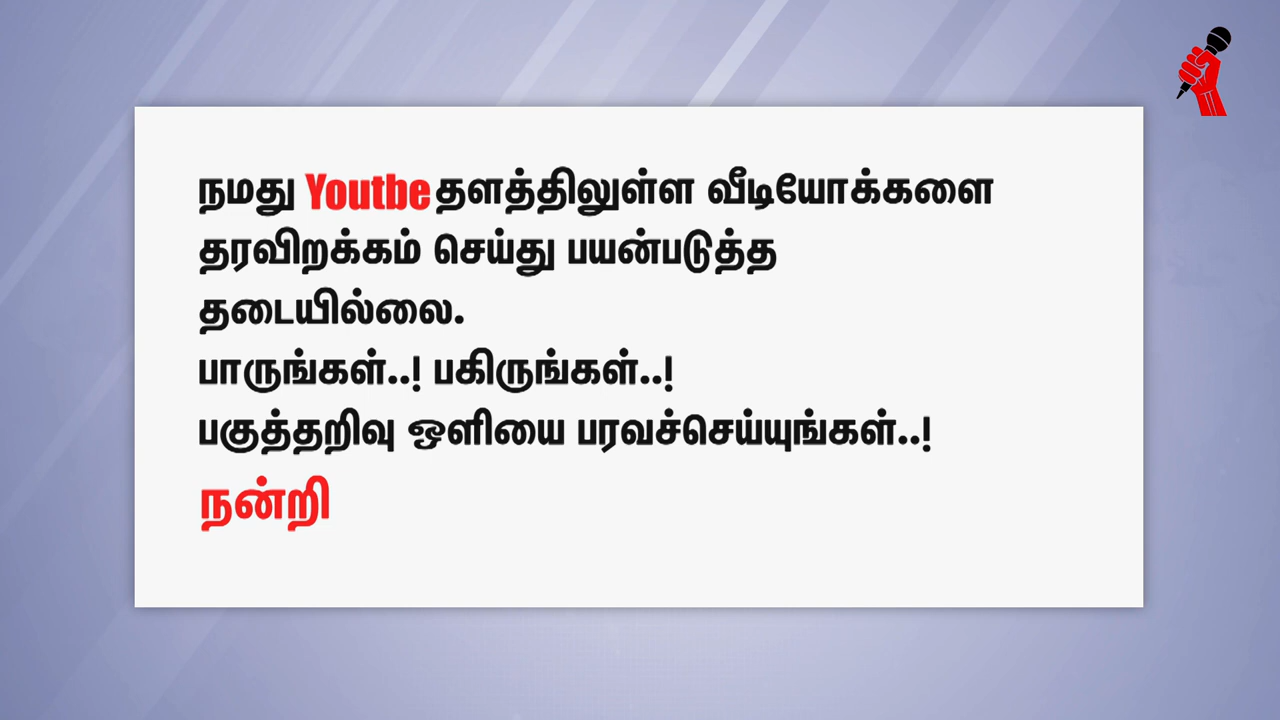 நமது Youtbe தளத்திலுள்ள வீடியோக்களை
தரவிறக்கம் செய்து பயன்படுத்த
தடையில்லை.
பாருங்கள்..! பகிருங்கள்..!
பகுத்தறிவு ஒளியை பரவச்செய்யுங்கள்..!
நன்றி